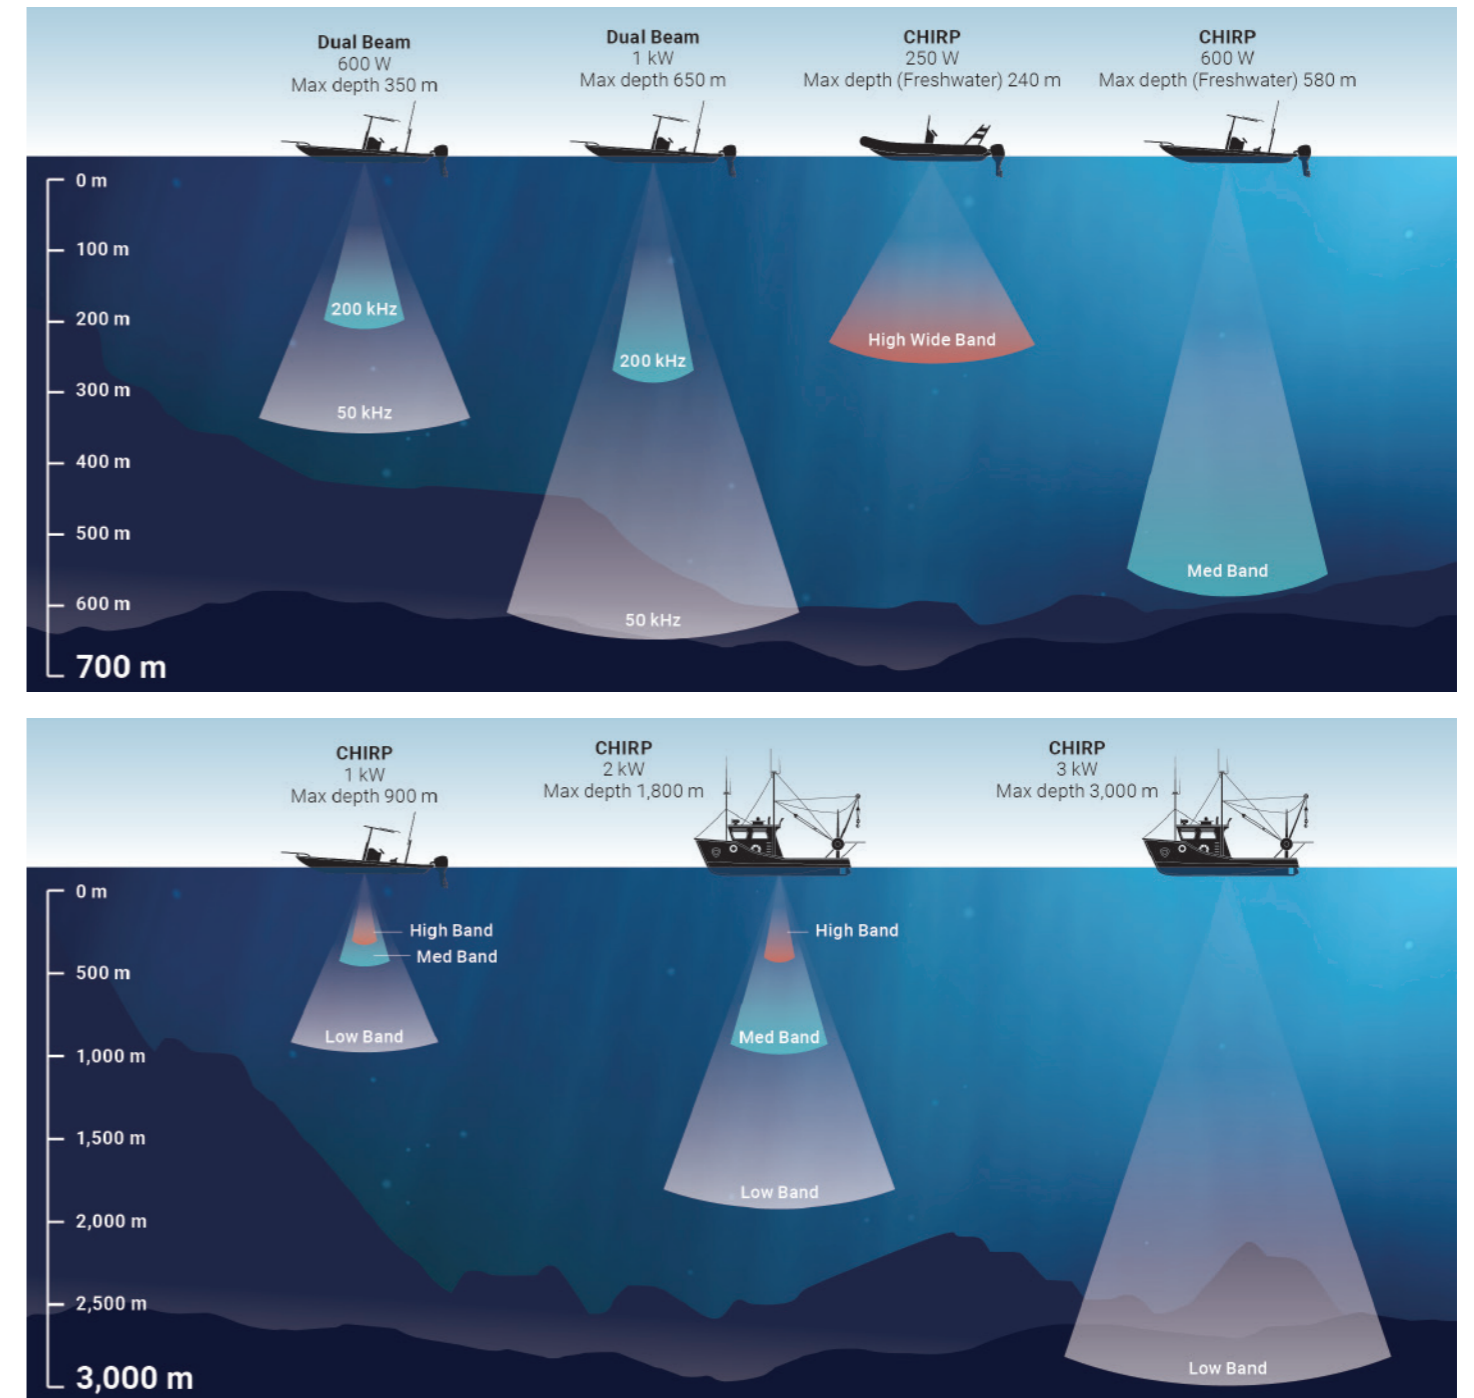 Dual Beam
600 W
Max depth 350 m
Dual Beam
1 kW
Max depth 650 m
CHIRP
250 W
Max depth (Freshwater) 240 m
CHIRP
600 W
Max depth (Freshwater) 580 m
0 m
100 m
200 m
300 m
400 m
500 m
600 m
700 m
200 kHz
50 kHz
200 kHz
50 kHz
High Wide Band
Med Band
CHIRP
1 kW
Max depth 900 m
CHIRP
2 kW
Max depth 1,800 m
CHIRP
3 kW
Max depth 3,000 m
0 m
500 m
1,000 m
1,500 m
2,000 m
2,500 m
3,000 m
High Band
Med Band
Low Band
High Band
Med Band
Low Band
Low Band